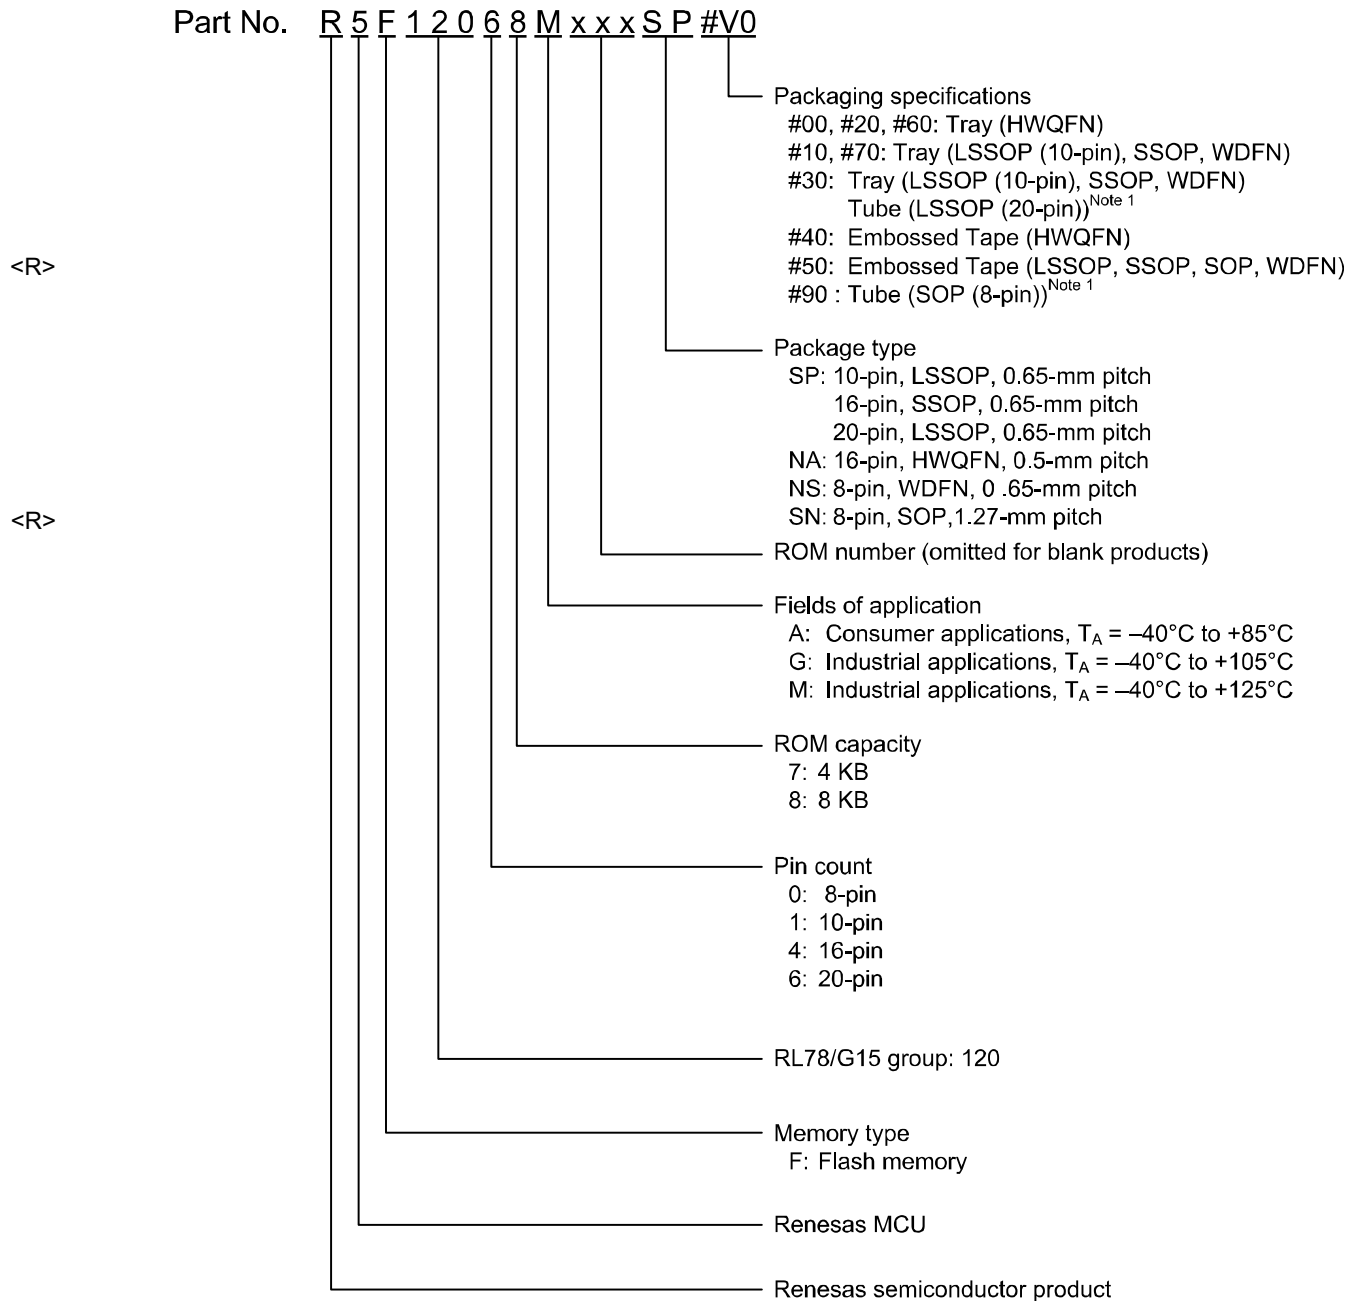 Part No. R 5 F 1 2 0 6 8 M x x x S P #V0
Packaging specifications
#00, #20, #60: Tray (HWQFN)
#10, #70: Tray (LSSOP (10-pin), SSOP, WDFN)
#30: Tray (LSSOP (10-pin), SSOP, WDFN)
Tube (LSSOP (20-pin))Note 1
#40: Embossed Tape (HWQFN)
<R> #50: Embossed Tape (LSSOP, SSOP, SOP, WDFN)
#90 : Tube (SOP (8-pin))Note 1
Package type
SP: 10-pin, LSSOP, 0.65-mm pitch
16-pin, SSOP, 0.65-mm pitch
20-pin, LSSOP, 0.65-mm pitch
NA: 16-pin, HWQFN, 0.5-mm pitch
NS: 8-pin, WDFN, 0 .65-mm pitch
<R> SN: 8-pin, SOP,1.27-mm pitch
ROM number (omitted for blank products)
Fields of application
A: Consumer applications, TA = –40°C to +85°C
G: Industrial applications, TA = –40°C to +105°C
M: Industrial applications, TA = –40°C to +125°C
ROM capacity
7: 4 KB
8: 8 KB
Pin count
0: 8-pin
1: 10-pin
4: 16-pin
6: 20-pin
RL78/G15 group: 120
Memory type
F: Flash memory
Renesas MCU
Renesas semiconductor product